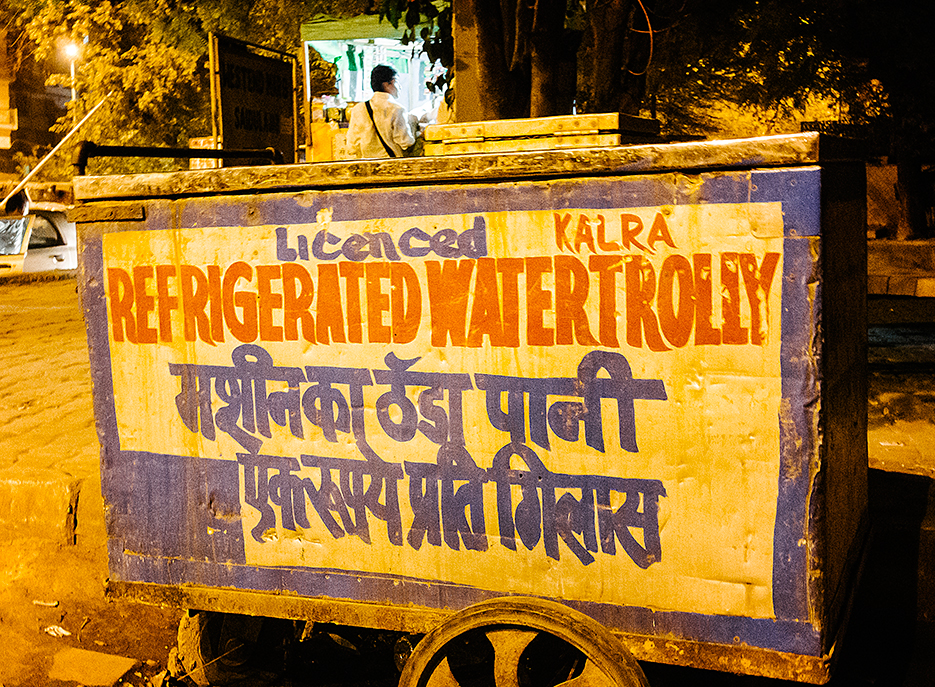 Licenced KALRA
REFRIGERATED WATER TROLLY
मशीन का ठंडा पानी
एक रूपये प्रति गिलास